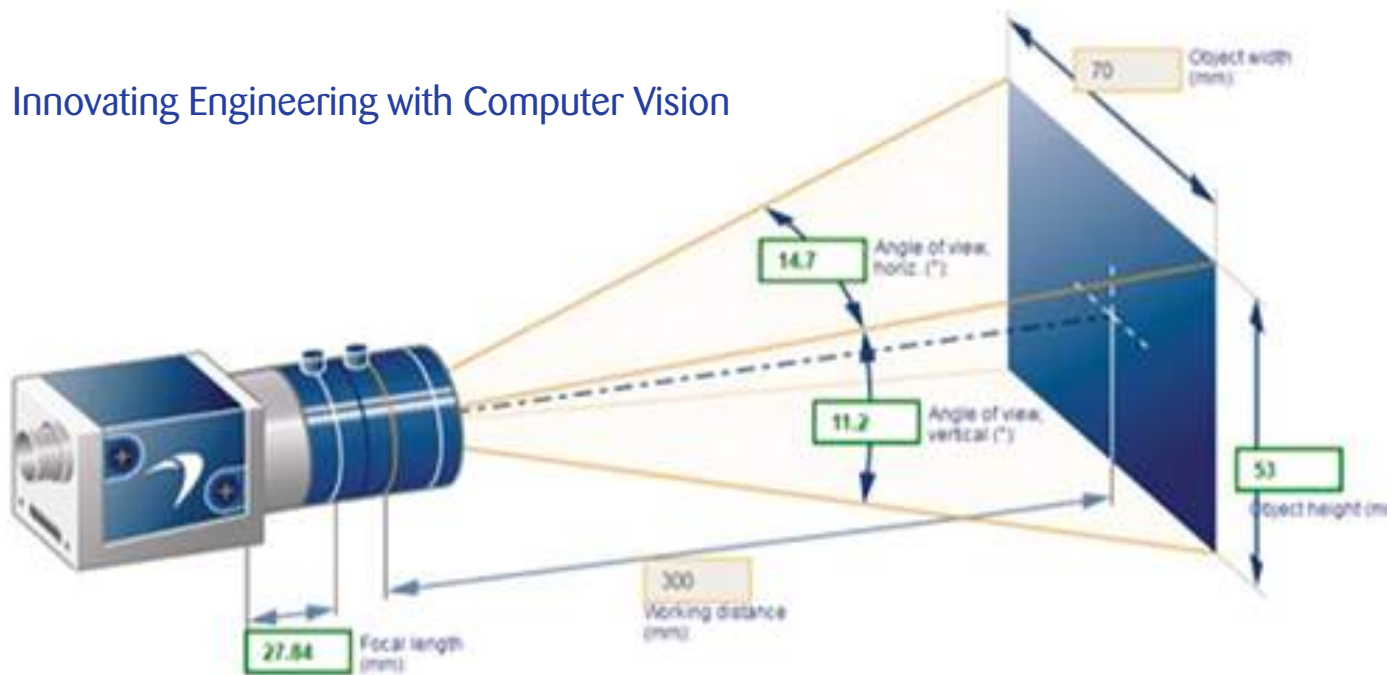 Innovating Engineering with Computer Vision
70
Object width
(mm):
14.7
Angle of view,
horiz. (°):
11.2
Angle of view,
vertical (°):
53
Object height (m
300
Working distance
(mm):
27.84
Focal length
(mm):